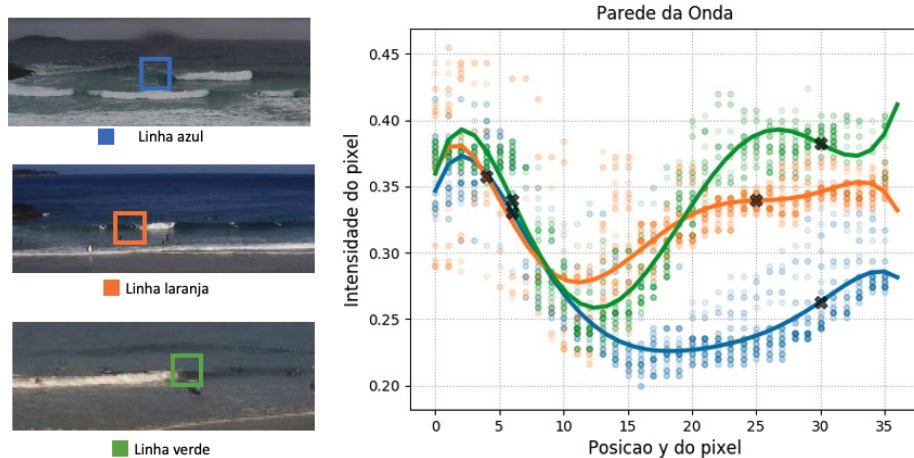 Linha azul
Linha laranja
Linha verde
Parede da Onda
Intensidade do pixel
0.45
0.40
0.35
0.30
0.25
0.20
0 5 10 15 20 25 30 35
Posicao y do pixel